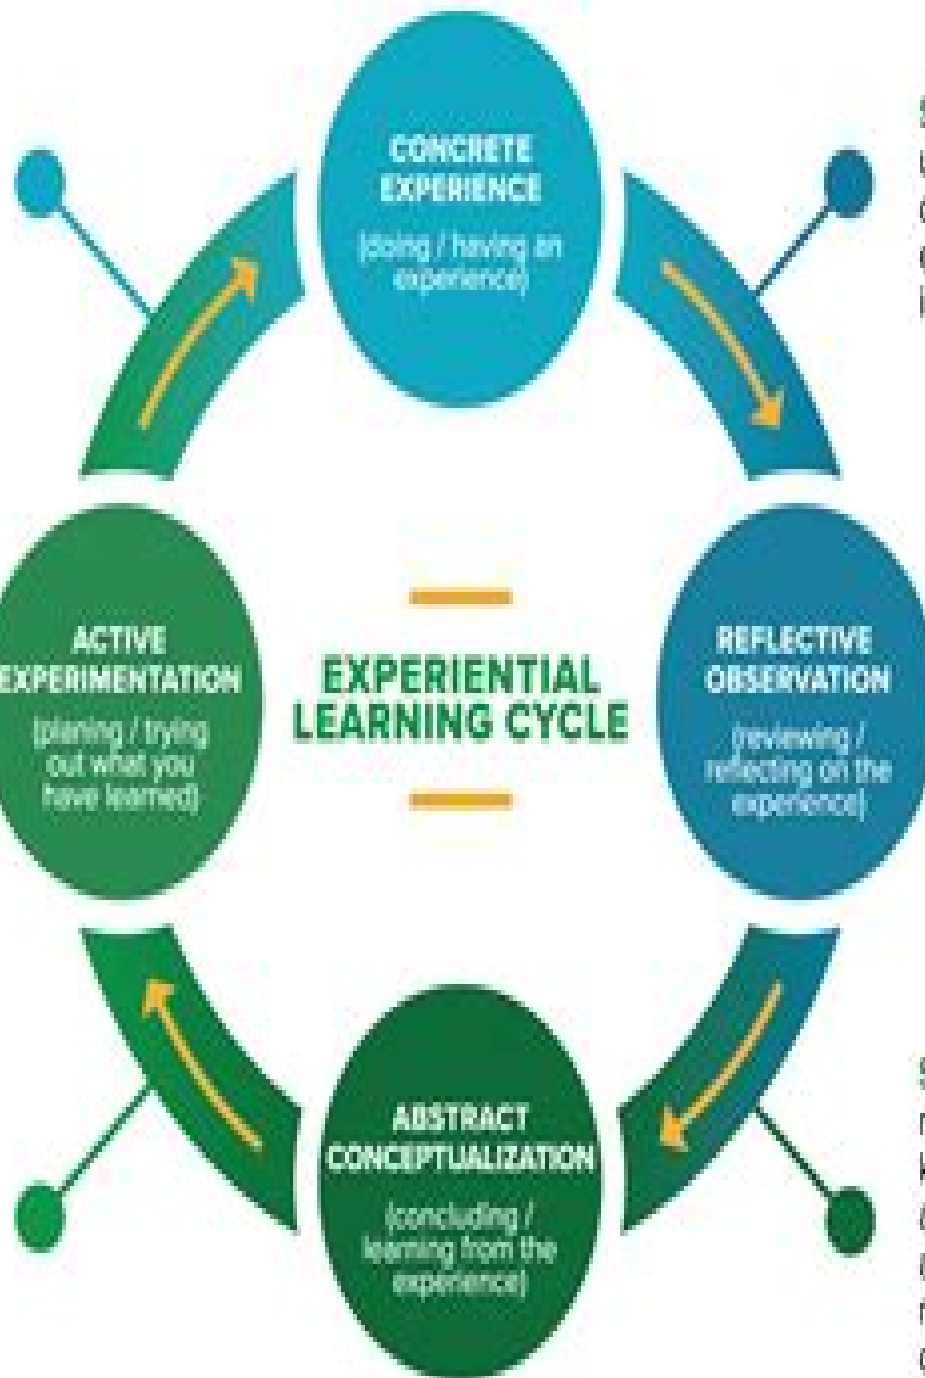 CONCRETE
EXPERIENCE
(doing / having an
experience)
REFLECTIVE
OBSERVATION
(reviewing /
reflecting on the
experience)
ABSTRACT
CONCEPTUALIZATION
(concluding /
learning from the
experience)
ACTIVE
EXPERIMENTATION
(planing / trying
out what you
have learned)
EXPERIENTIAL
LEARNING CYCLE